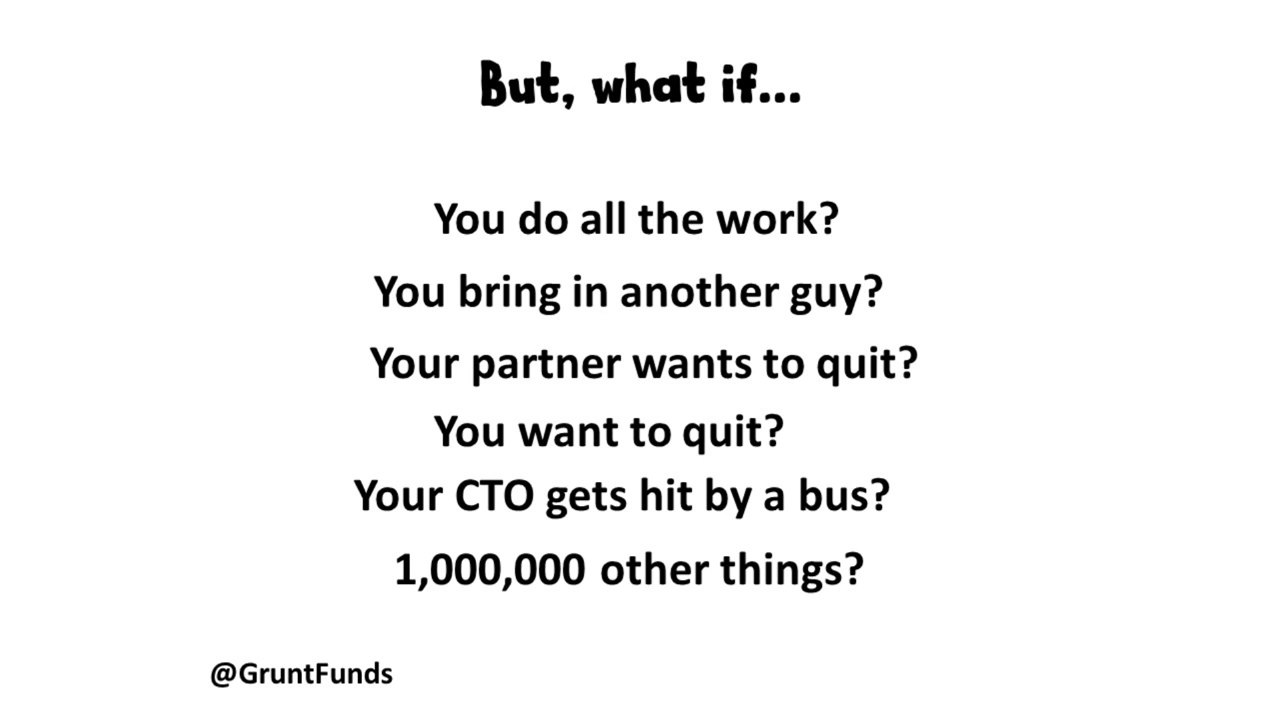 But, what if...
You do all the work?
You bring in another guy?
Your partner wants to quit?
You want to quit?
Your CTO gets hit by a bus?
1,000,000 other things?
@GruntFunds